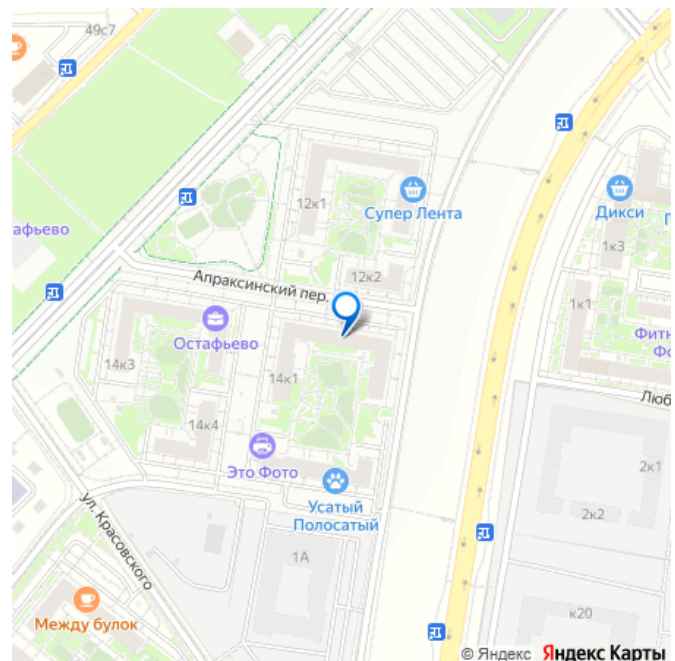 49с7
Супер Лента
12к1
Дикси
1к3
стафьево
12к2
Апраксинский пер.
1к1
Остафьево
Фитн
Фо
14к3
14к1
Люб
14к4
Это Фото
2к1
Усатый
Полосатый
2к2
ул. Красовского
1А
к20
Между булок
© Яндекс Яндекс Карты